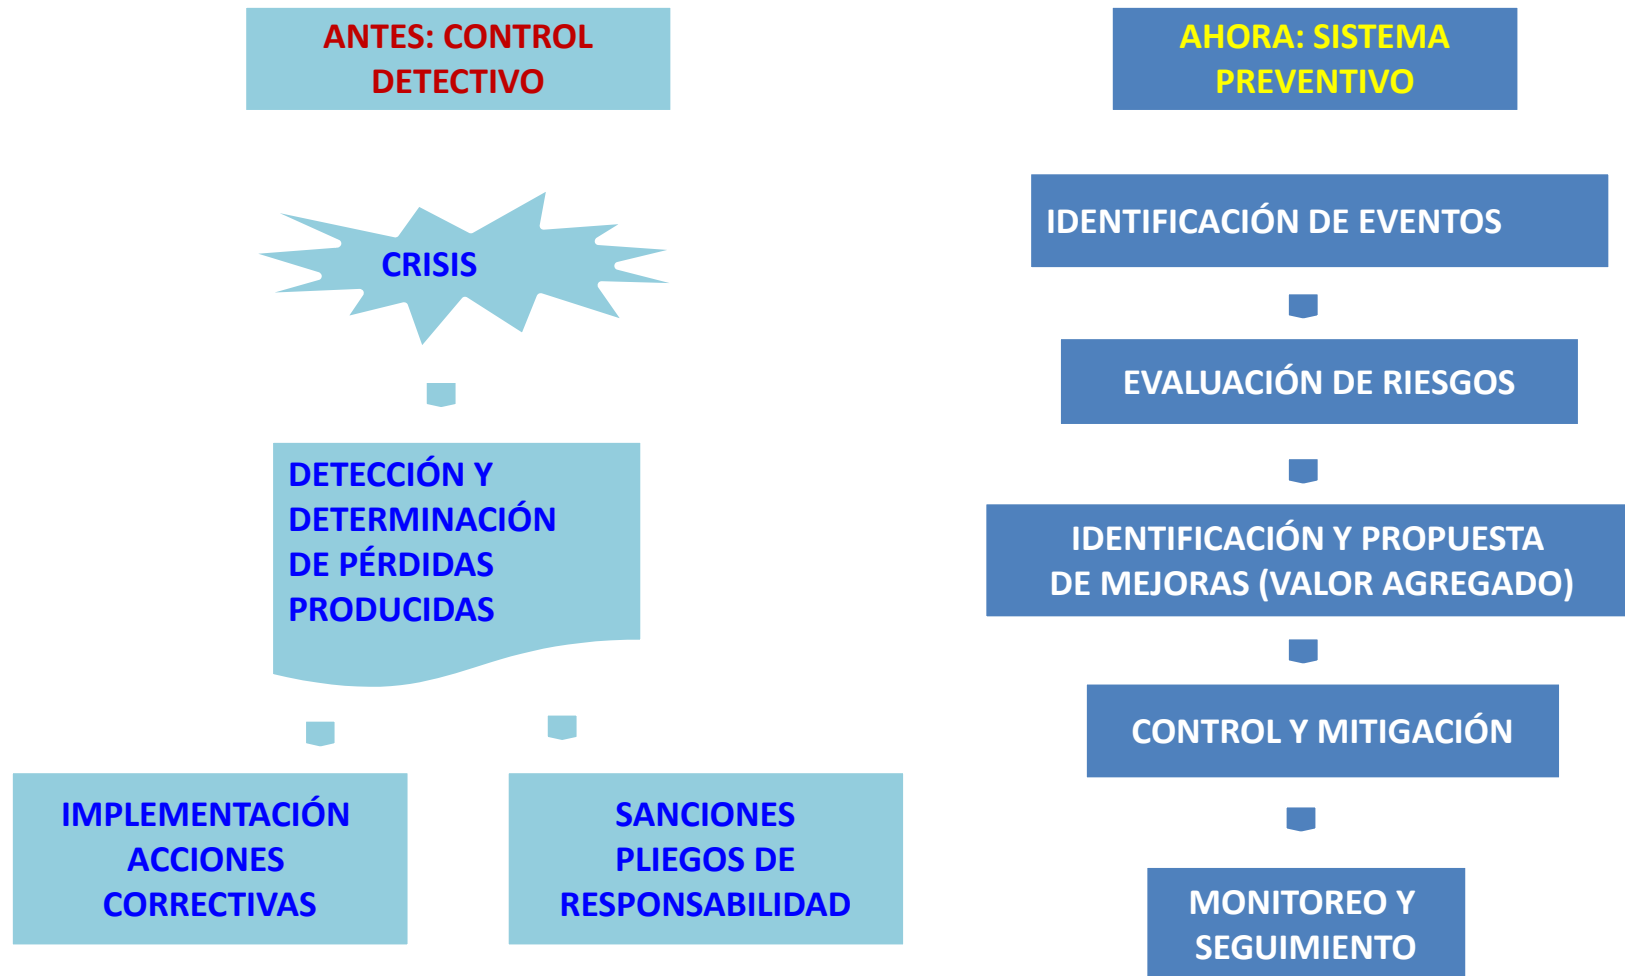 ANTES: CONTROL
DETECTIVO
CRISIS
DETECCIÓN Y
DETERMINACIÓN
DE PÉRDIDAS
PRODUCIDAS
IMPLEMENTACIÓN
ACCIONES
CORRECTIVAS
SANCIONES
PLIEGOS DE
RESPONSABILIDAD
AHORA: SISTEMA
PREVENTIVO
IDENTIFICACIÓN DE EVENTOS
EVALUACIÓN DE RIESGOS
IDENTIFICACIÓN Y PROPUESTA
DE MEJORAS (VALOR AGREGADO)
CONTROL Y MITIGACIÓN
MONITOREO Y
SEGUIMIENTO